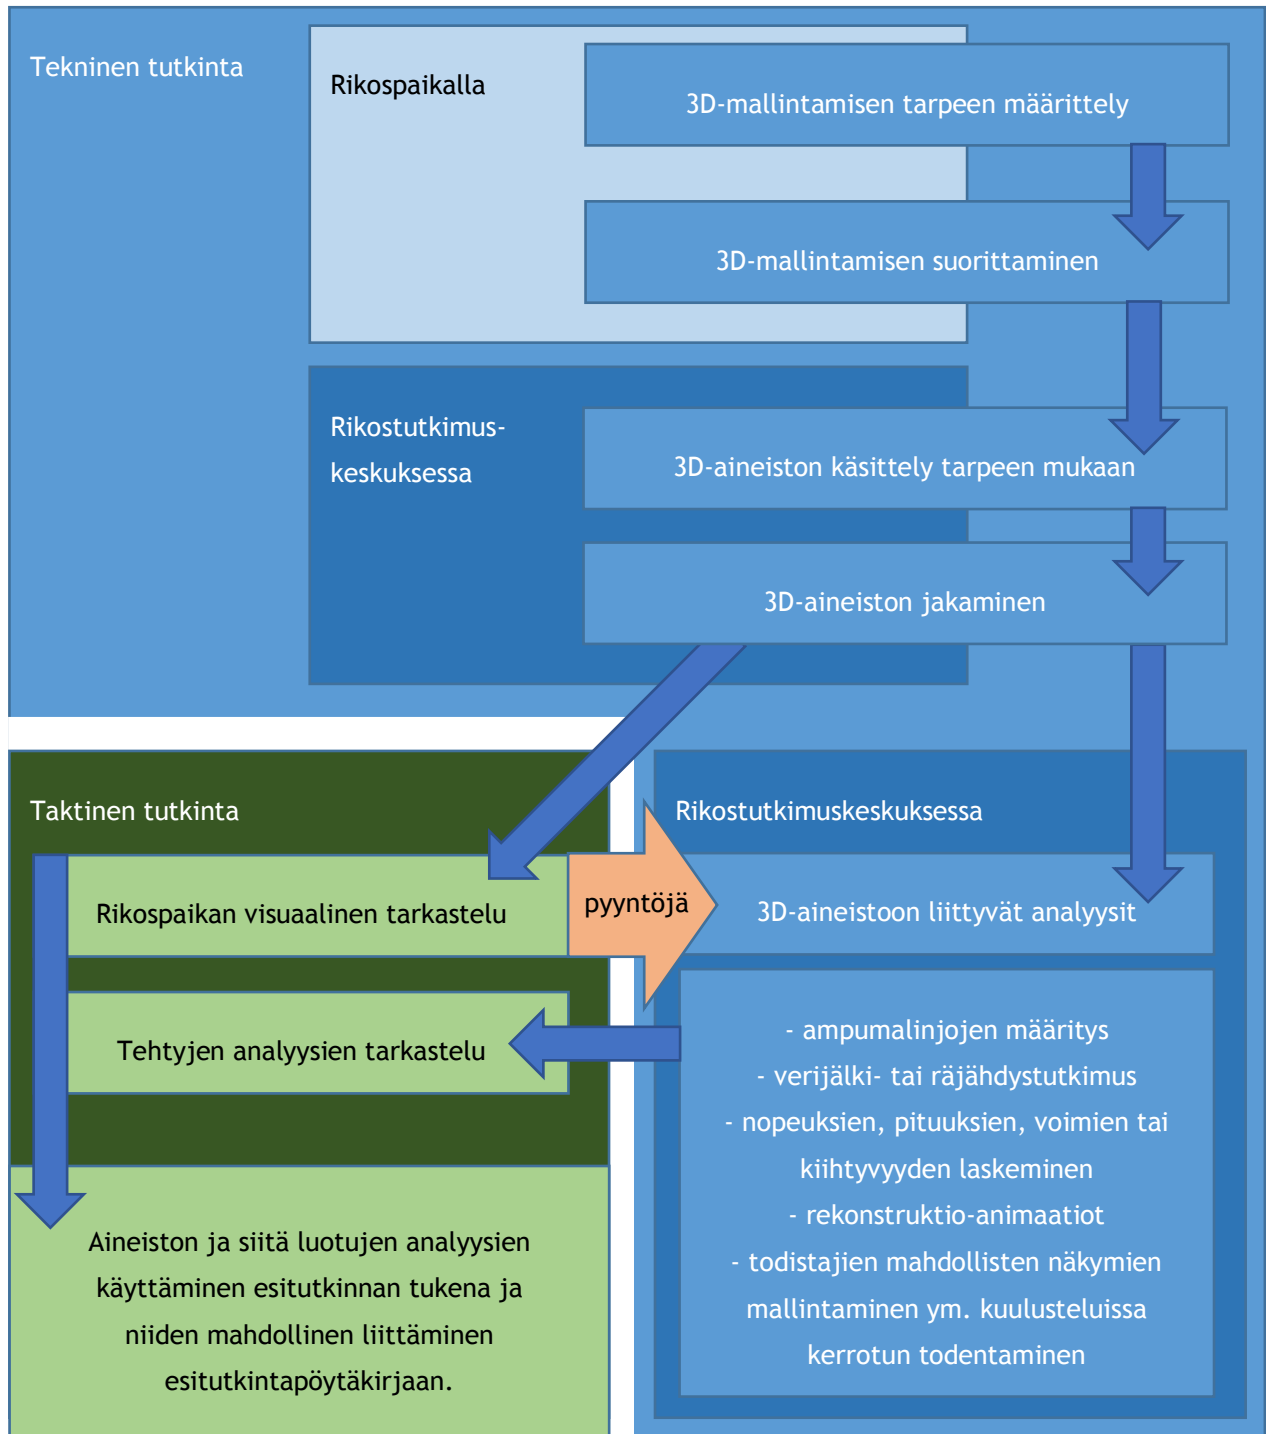 Tekninen tutkinta
Rikospaikalla
3D-mallintamisen tarpeen määrittely
3D-mallintamisen suorittaminen
Rikostutkimus-
keskuksessa
3D-aineiston käsittely tarpeen mukaan
3D-aineiston jakaminen
Taktinen tutkinta
Rikospaikan visuaalinen tarkastelu
pyyntöjä
Rikostutkimuskeskuksessa
3D-aineistoon liittyvät analyysit
Tehtyjen analyysien tarkastelu
- ampumalinjojen määritys
- verijälki- tai räjähdystutkimus
- nopeuksien, pituuksien, voimien tai
kiihtyvyyden laskeminen
- rekonstruktio-animaatiot
- todistajien mahdollisten näkymien
mallintaminen ym. kuulusteluissa
kerrotun todentaminen
Aineiston ja siitä luotujen analyysien
käyttäminen esitutkinnan tukena ja
niiden mahdollinen liittäminen
esitutkintapöytäkirjaan.